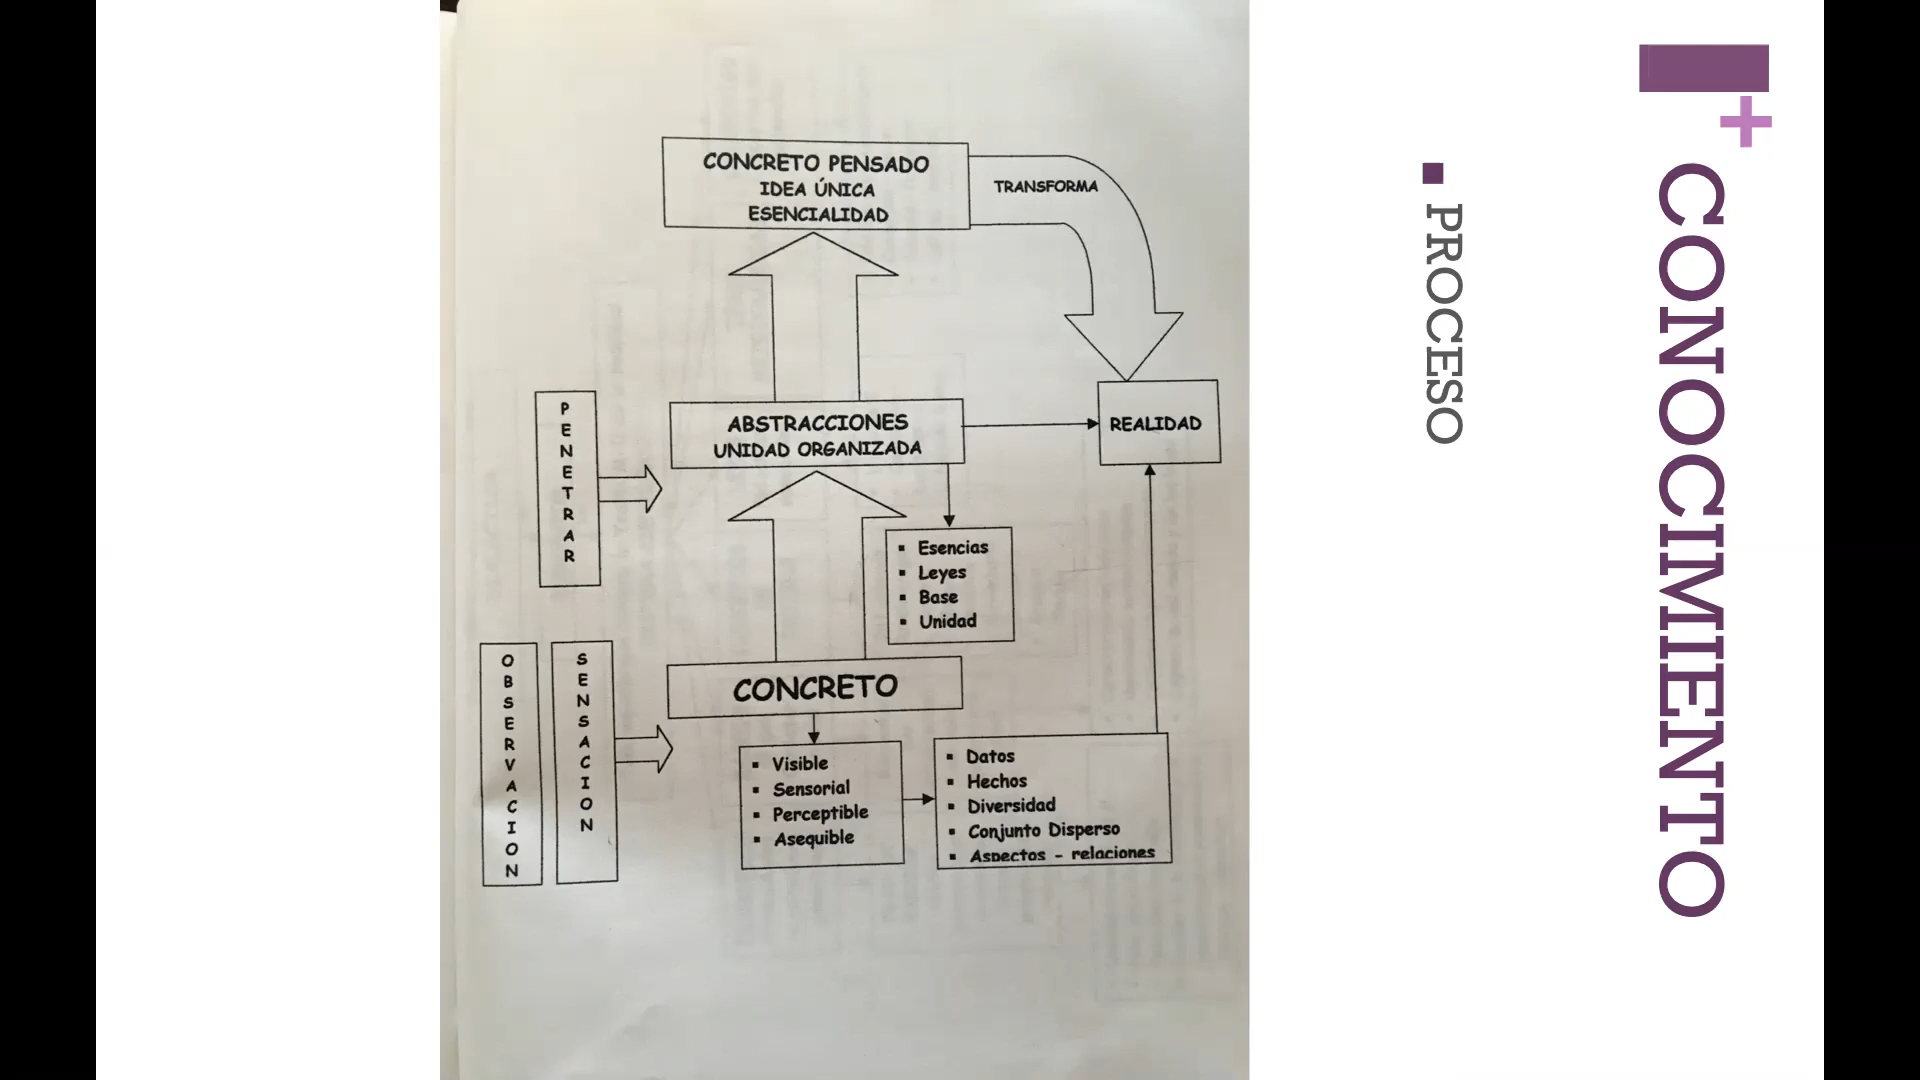 +
CONOCIMIENTO
▪ PROCESO
CONCRETO PENSADO
IDEA ÚNICA
ESENCIALIDAD
TRANSFORMA
ABSTRACCIONES
UNIDAD ORGANIZADA
REALIDAD
PENETRAR
▪ Esencias
▪ Leyes
▪ Base
▪ Unidad
OBSERVACION
SENSACION
CONCRETO
▪ Visible
▪ Sensorial
▪ Perceptible
▪ Asequible
▪ Datos
▪ Hechos
▪ Diversidad
▪ Conjunto Disperso
▪ Aspectos - relaciones